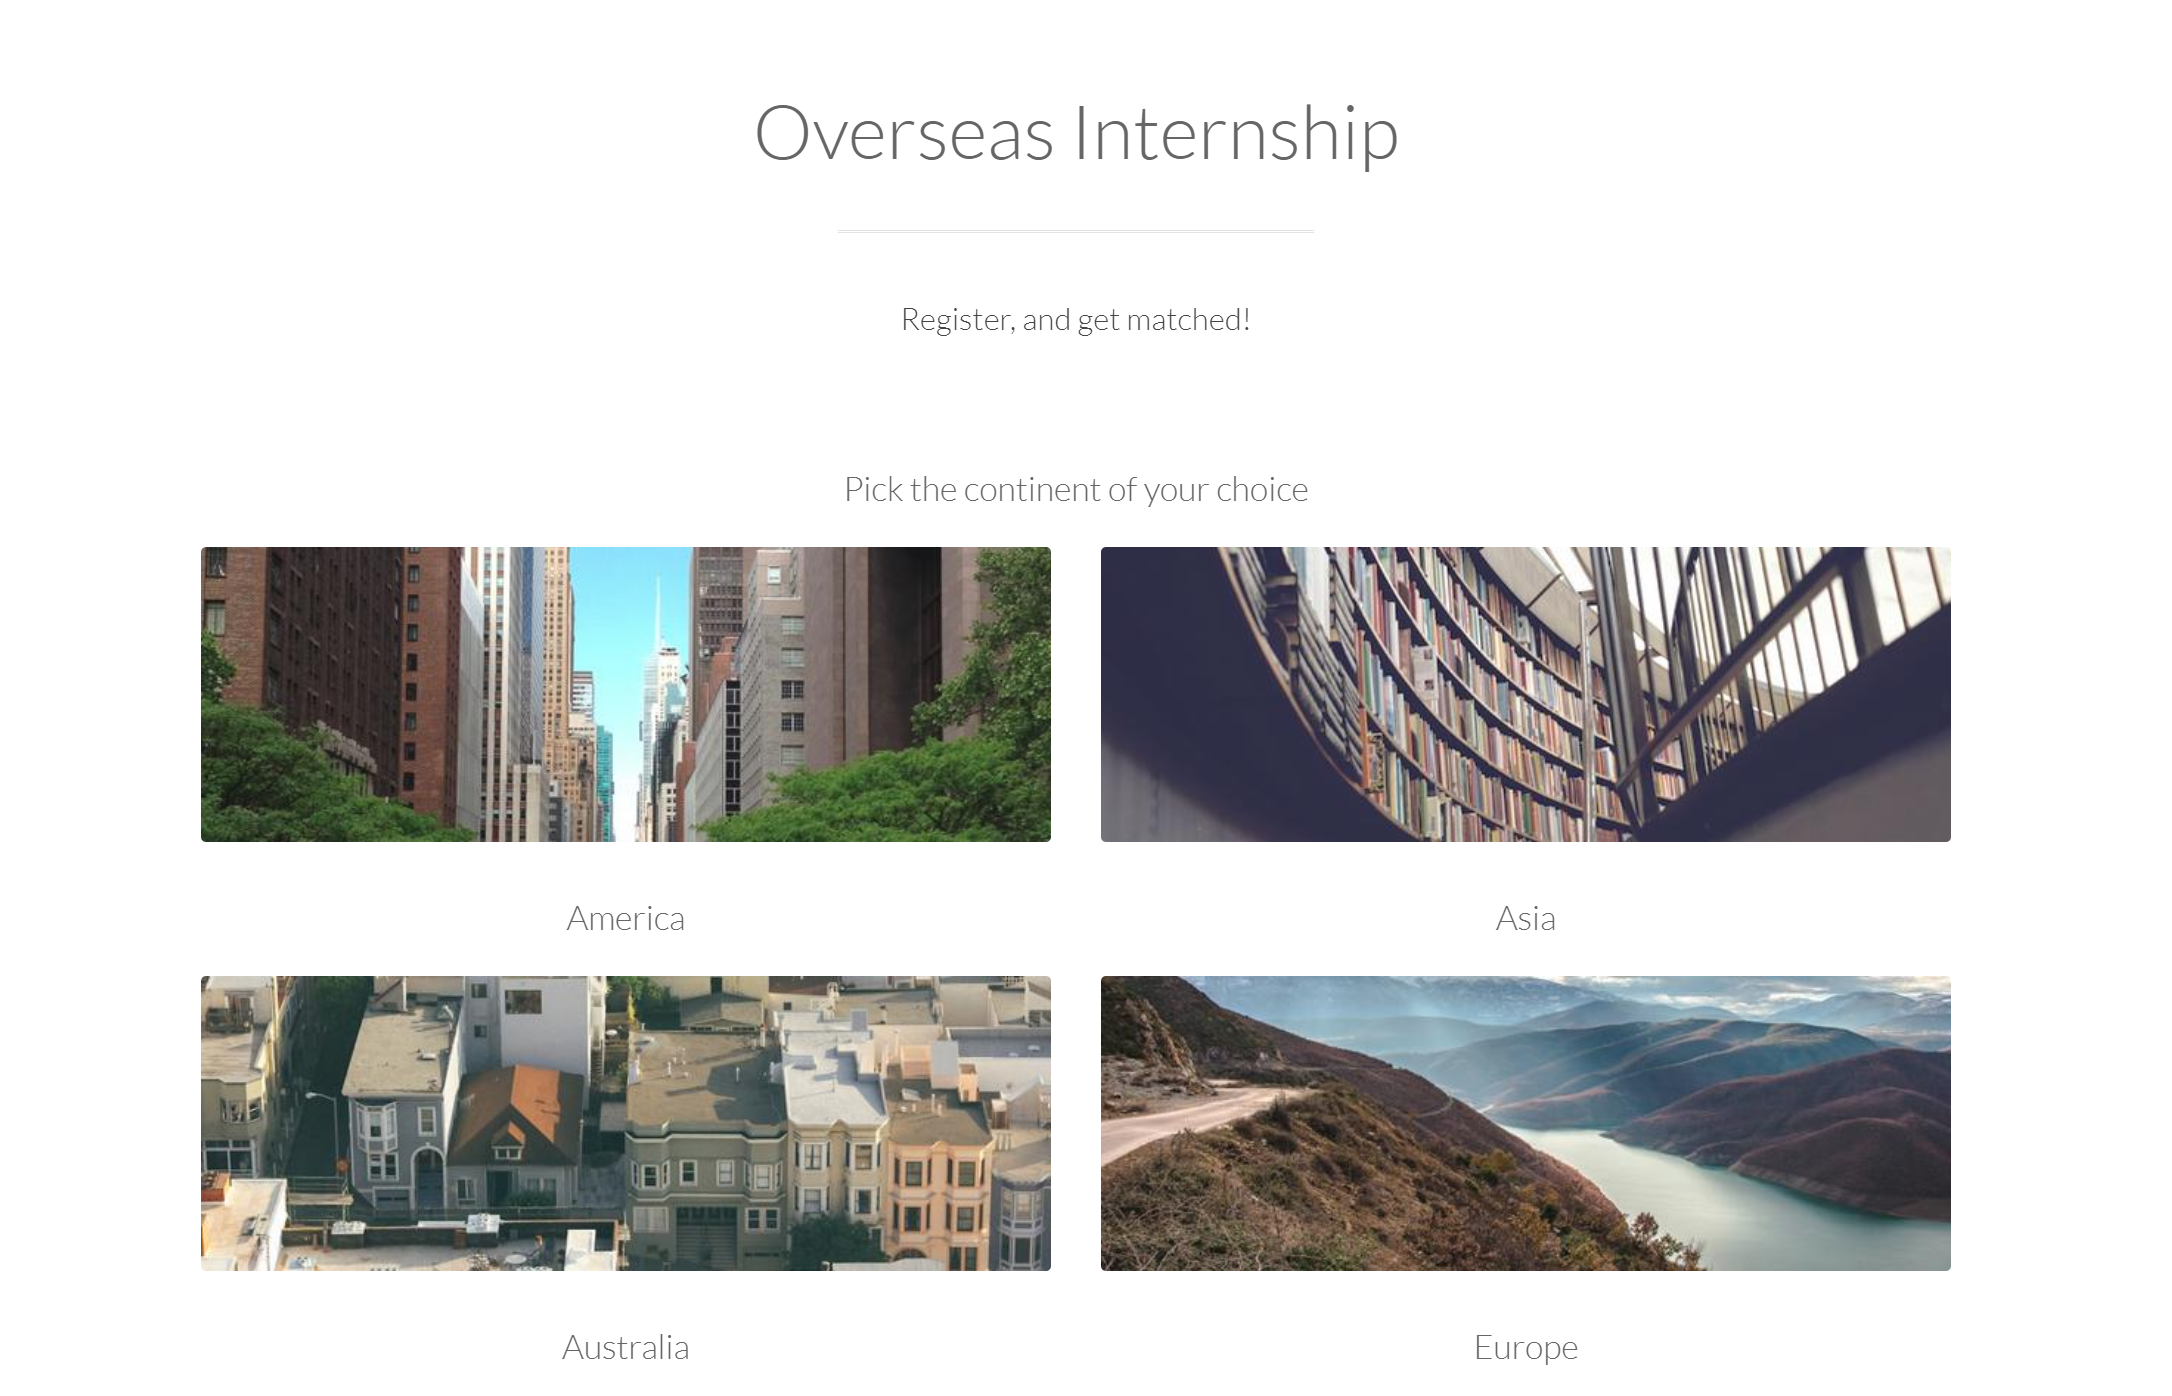 Overseas Internship
Register, and get matched!
Pick the continent of your choice
America
Asia
Australia
Europe